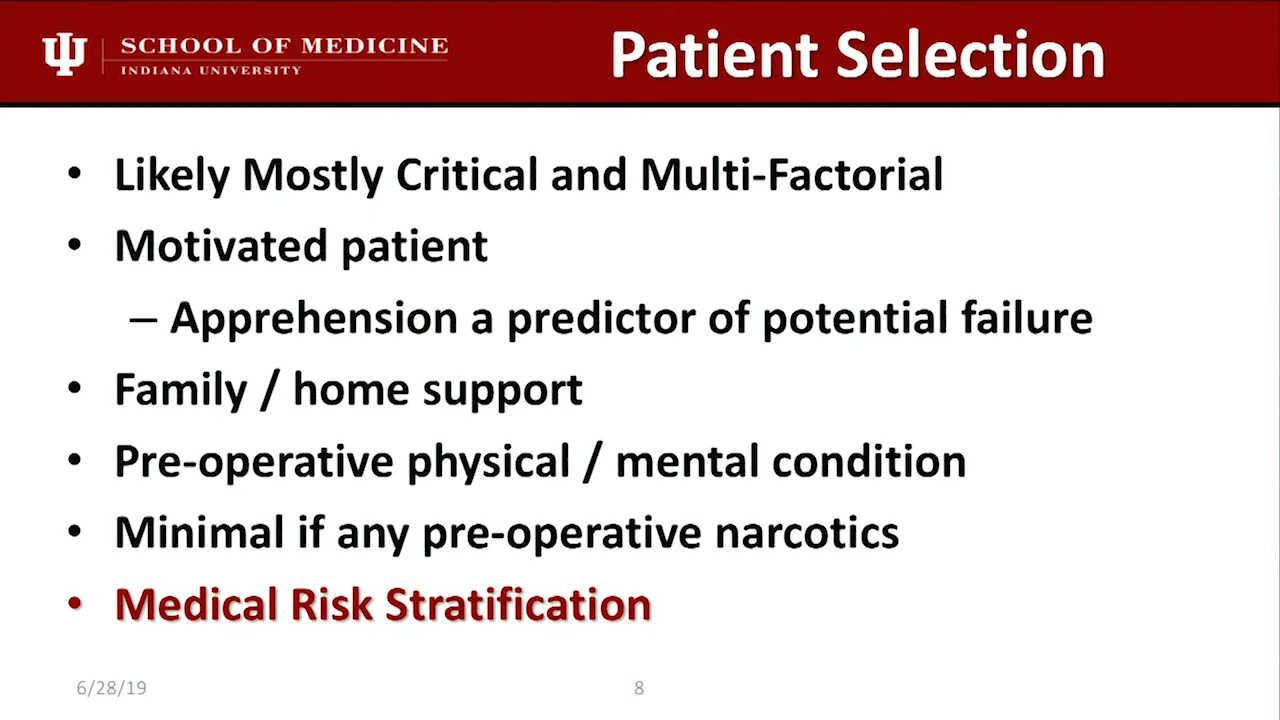 SCHOOL OF MEDICINE
INDIANA UNIVERSITY
Patient Selection
• Likely Mostly Critical and Multi-Factorial
• Motivated patient
– Apprehension a predictor of potential failure
• Family / home support
• Pre-operative physical / mental condition
• Minimal if any pre-operative narcotics
• Medical Risk Stratification
6/28/19
8